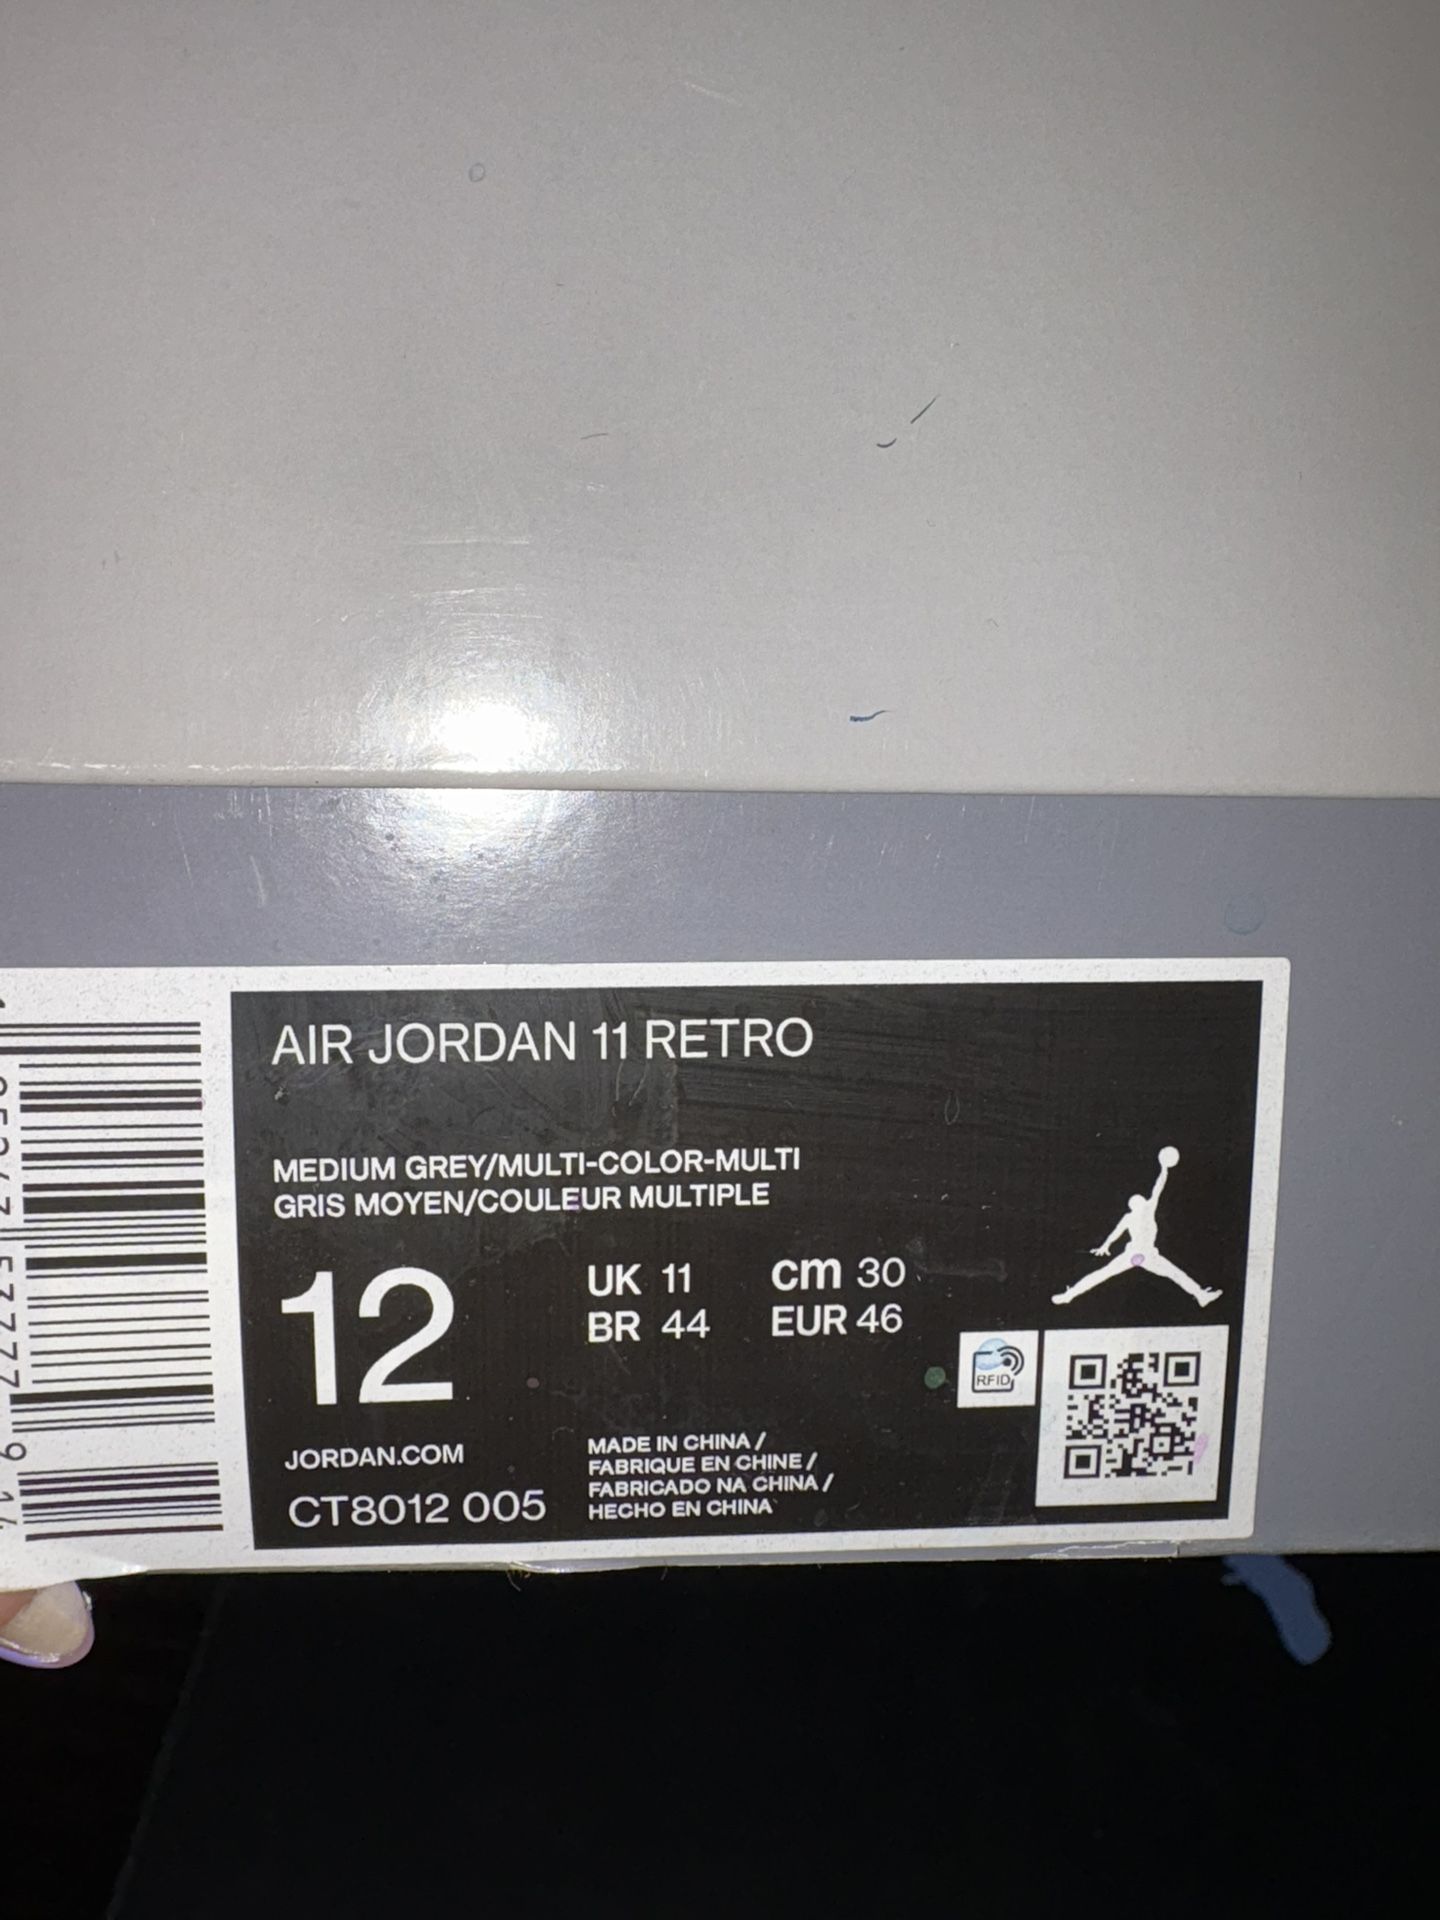 AIR JORDAN 11 RETRO
MEDIUM GREY/MULTI-COLOR-MULTI
GRIS MOYEN/COULEUR MULTIPLE
12
UK 11
cm 30
BR 44
EUR 46
RFID
JORDAN.COM
CT8012 005
MADE IN CHINA /
FABRIQUE EN CHINE /
FABRICADO NA CHINA /
HECHO EN CHINA